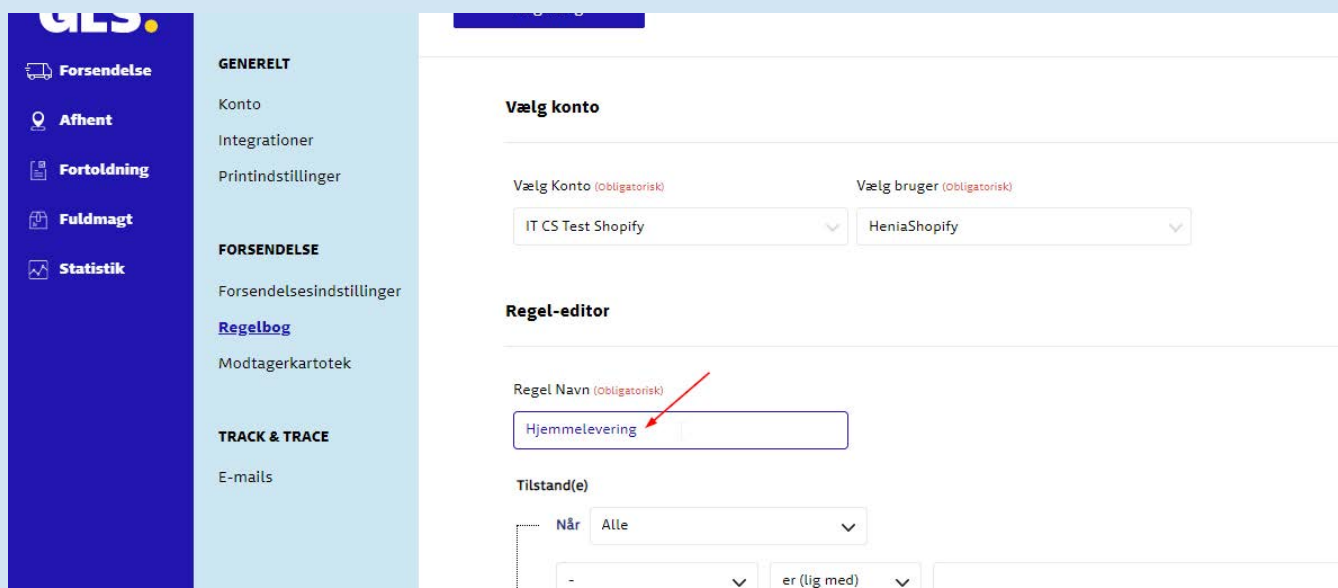 GLS.
Forsendelse
Afhent
Fortoldning
Fuldmagt
Statistik
GENERELT
Konto
Integrationer
Printindstillinger
FORSENDELSE
Forsendelsesindstillinger
Regelbog
Modtagerkartotek
TRACK & TRACE
E-mails
Vælg konto
Vælg Konto (Obligatorisk) Vælg bruger (Obligatorisk)
IT CS Test Shopify HeniaShopify
Regel-editor
Regel Navn (Obligatorisk)
Hjemmelevering
Tilstand(e)
Når Alle
- er (lig med)